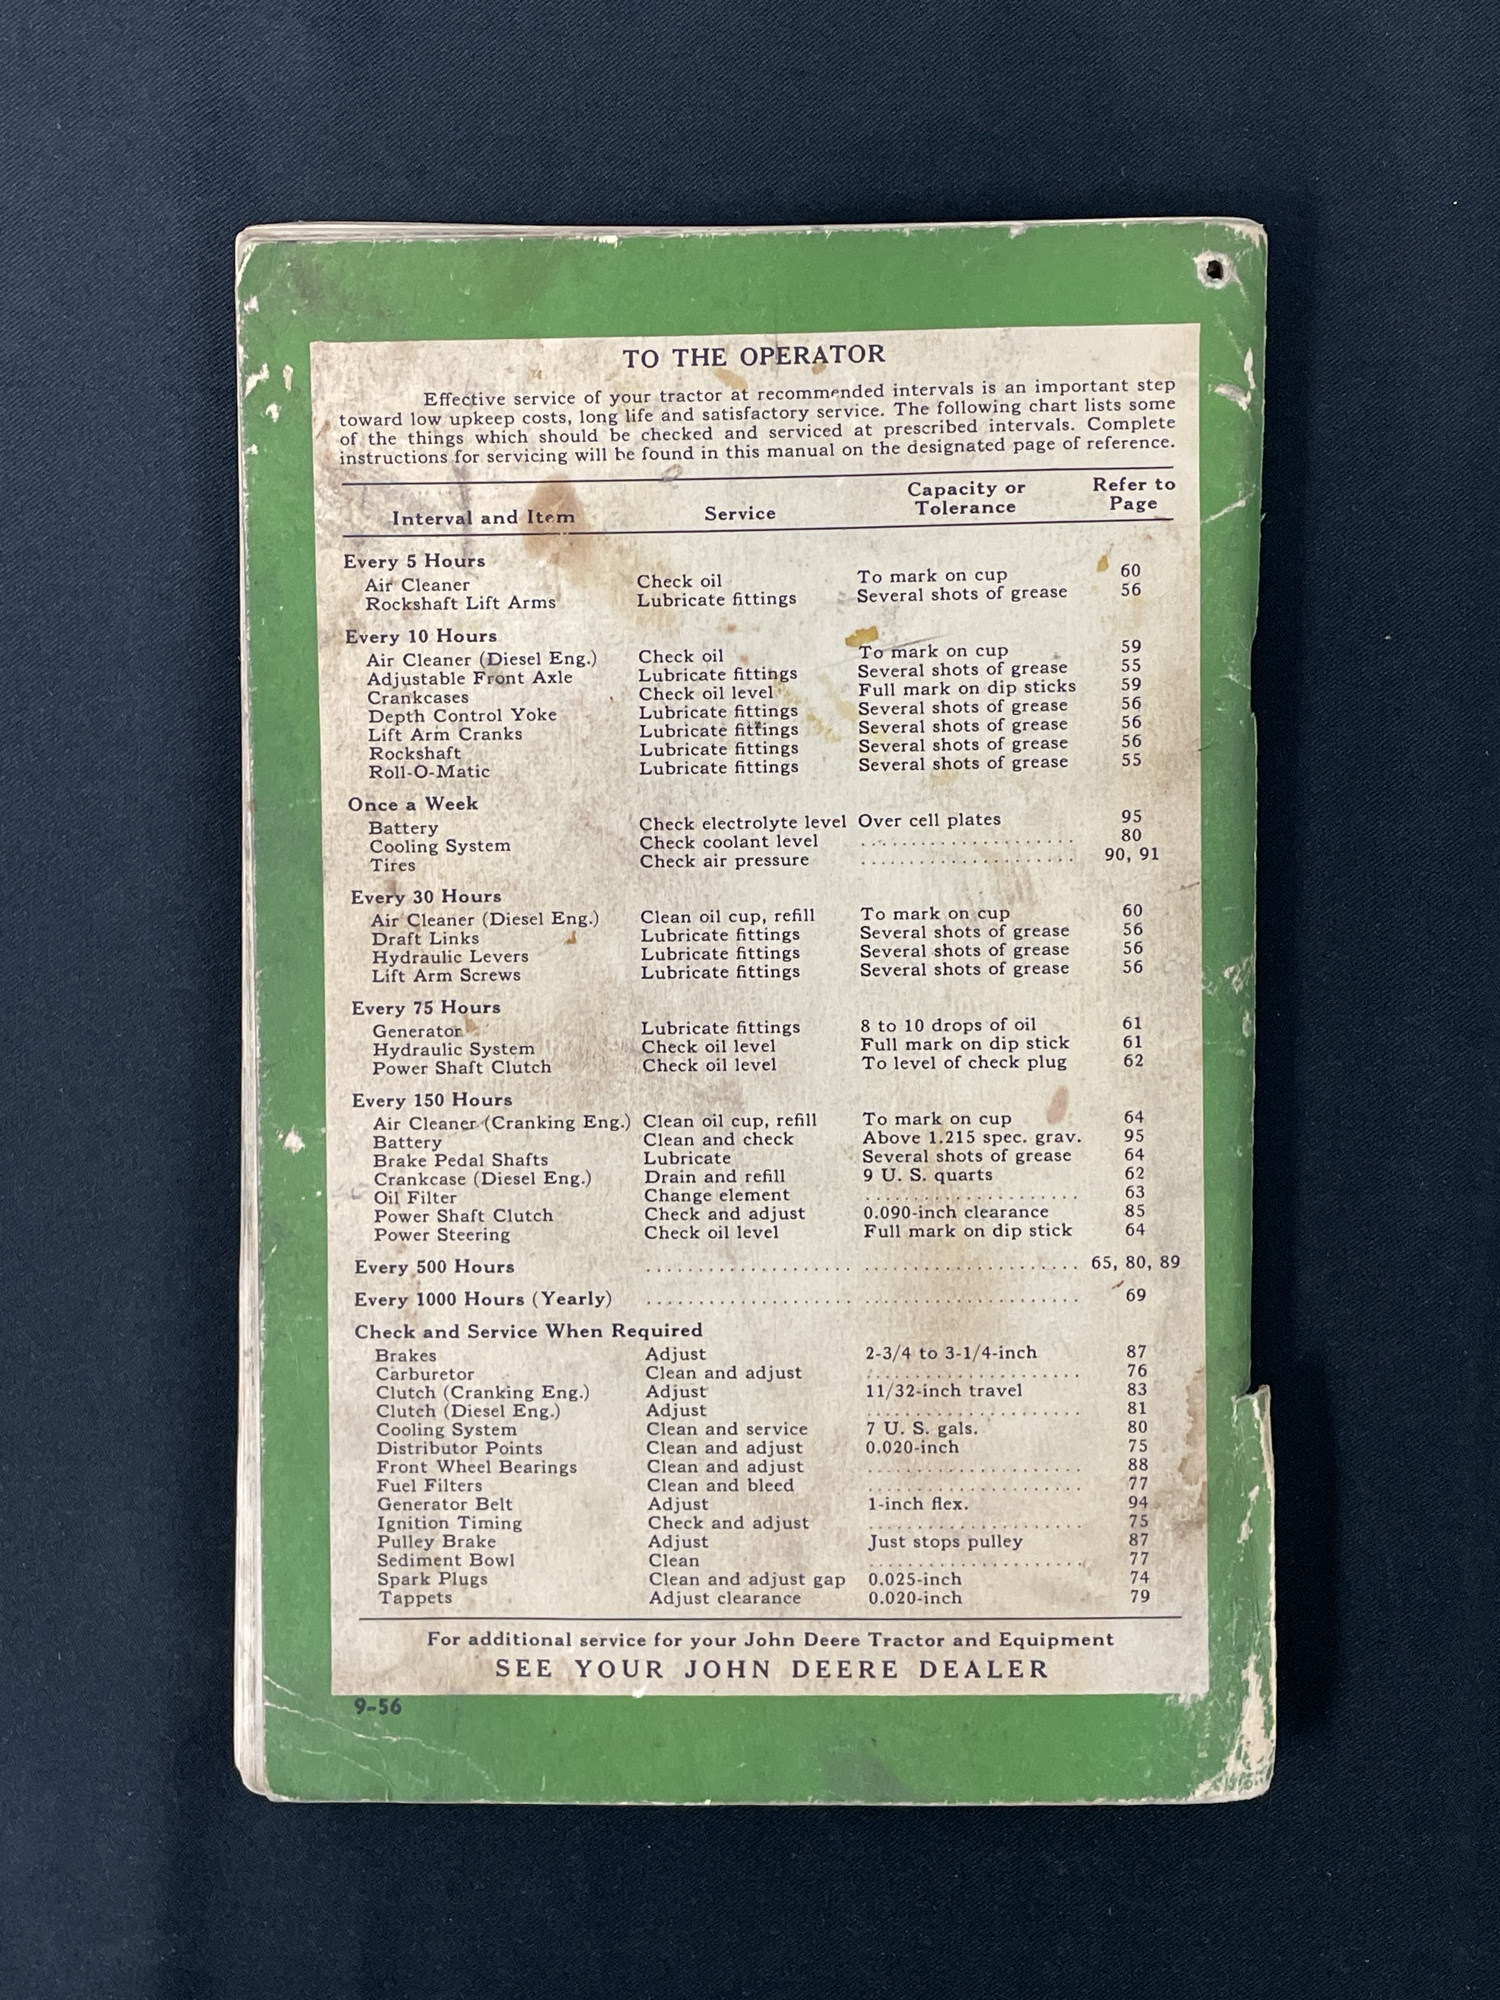 TO THE OPERATOR
Effective service of your tractor at recommended intervals is an important step
toward low upkeep costs, long life and satisfactory service. The following chart lists some
of the things which should be checked and serviced at prescribed intervals. Complete
instructions for servicing will be found in this manual on the designated page of reference.
Interval and Item Service Capacity or Tolerance Refer to Page
Every 5 Hours
Air Cleaner Check oil To mark on cup 60
Rockshaft Lift Arms Lubricate fittings Several shots of grease 56
Every 10 Hours
Air Cleaner (Diesel Eng.) Check oil To mark on cup 59
Adjustable Front Axle Lubricate fittings Several shots of grease 55
Crankcases Check oil level Full mark on dip sticks 59
Depth Control Yoke Lubricate fittings Several shots of grease 56
Lift Arm Cranks Lubricate fittings Several shots of grease 56
Rockshaft Lubricate fittings Several shots of grease 56
Roll-O-Matic Lubricate fittings Several shots of grease 55
Once a Week
Battery Check electrolyte level Over cell plates 95
Cooling System Check coolant level .................... 80
Tires Check air pressure .................... 90, 91
Every 30 Hours
Air Cleaner (Diesel Eng.) Clean oil cup, refill To mark on cup 60
Draft Links Lubricate fittings Several shots of grease 56
Hydraulic Levers Lubricate fittings Several shots of grease 56
Lift Arm Screws Lubricate fittings Several shots of grease 56
Every 75 Hours
Generator Lubricate fittings 8 to 10 drops of oil 61
Hydraulic System Check oil level Full mark on dip stick 61
Power Shaft Clutch Check oil level To level of check plug 62
Every 150 Hours
Air Cleaner (Cranking Eng.) Clean oil cup, refill To mark on cup 64
Battery Clean and check Above 1.215 spec. grav. 95
Brake Pedal Shafts Lubricate Several shots of grease 64
Crankcase (Diesel Eng.) Drain and refill 9 U. S. quarts 62
Oil Filter Change element .................... 63
Power Shaft Clutch Check and adjust 0.090-inch clearance 85
Power Steering Check oil level Full mark on dip stick 64
Every 500 Hours ........................................ 65, 80, 89
Every 1000 Hours (Yearly) ........................................ 69
Check and Service When Required
Brakes Adjust 2-3/4 to 3-1/4-inch 87
Carburetor Clean and adjust .................... 76
Clutch (Cranking Eng.) Adjust 11/32-inch travel 83
Clutch (Diesel Eng.) Adjust .................... 81
Cooling System Clean and service 7 U. S. gals. 80
Distributor Points Clean and adjust 0.020-inch 75
Front Wheel Bearings Clean and adjust .................... 88
Fuel Filters Clean and bleed .................... 77
Generator Belt Adjust 1-inch flex. 94
Ignition Timing Check and adjust .................... 75
Pulley Brake Adjust Just stops pulley 87
Sediment Bowl Clean .................... 77
Spark Plugs Clean and adjust gap 0.025-inch 74
Tappets Adjust clearance 0.020-inch 79
For additional service for your John Deere Tractor and Equipment
SEE YOUR JOHN DEERE DEALER
9-56